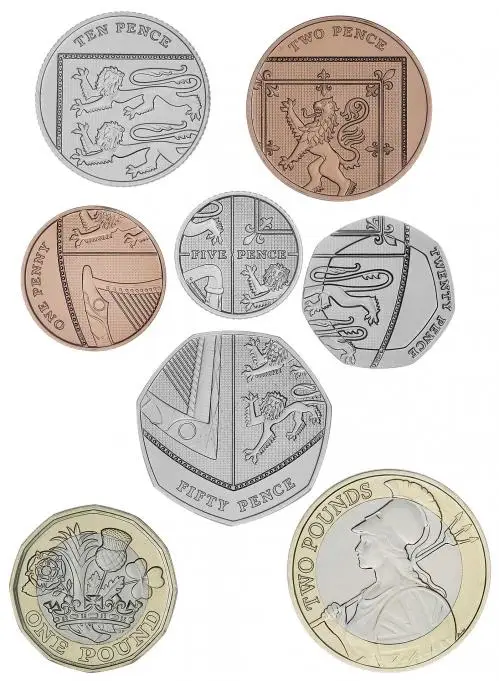 TEN PENCE
TWO PENCE
ONE PENNY
FIVE PENCE
TWENTY PENCE
FIFTY PENCE
ONE POUND
TWO POUNDS